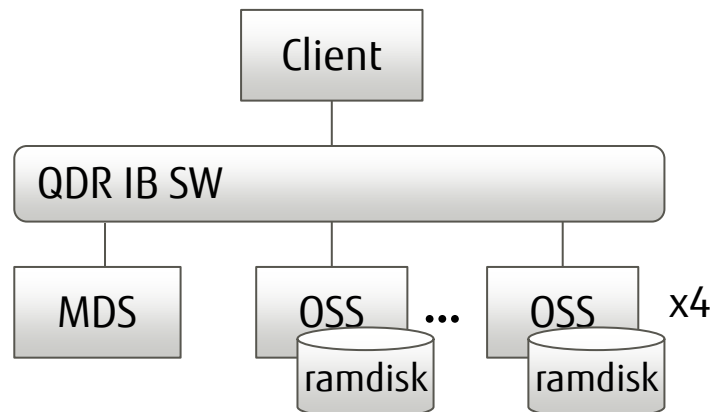 Client
QDR IB SW
MDS
OSS
...
OSS
x4
ramdisk
ramdisk